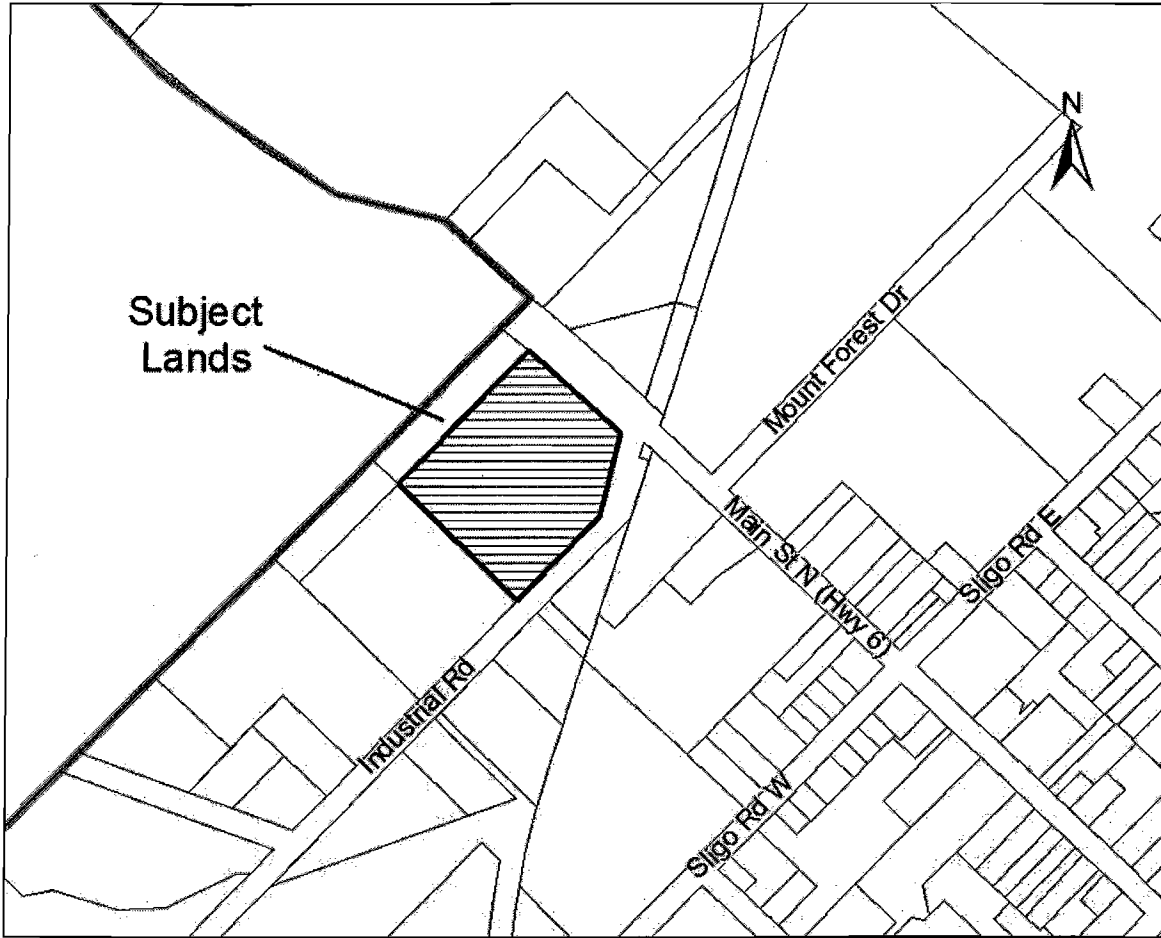 N
Subject
Lands
Mount Forest Dr
Main St N (Hwy 6)
Sligo Rd E
Industrial Rd
Sligo Rd W